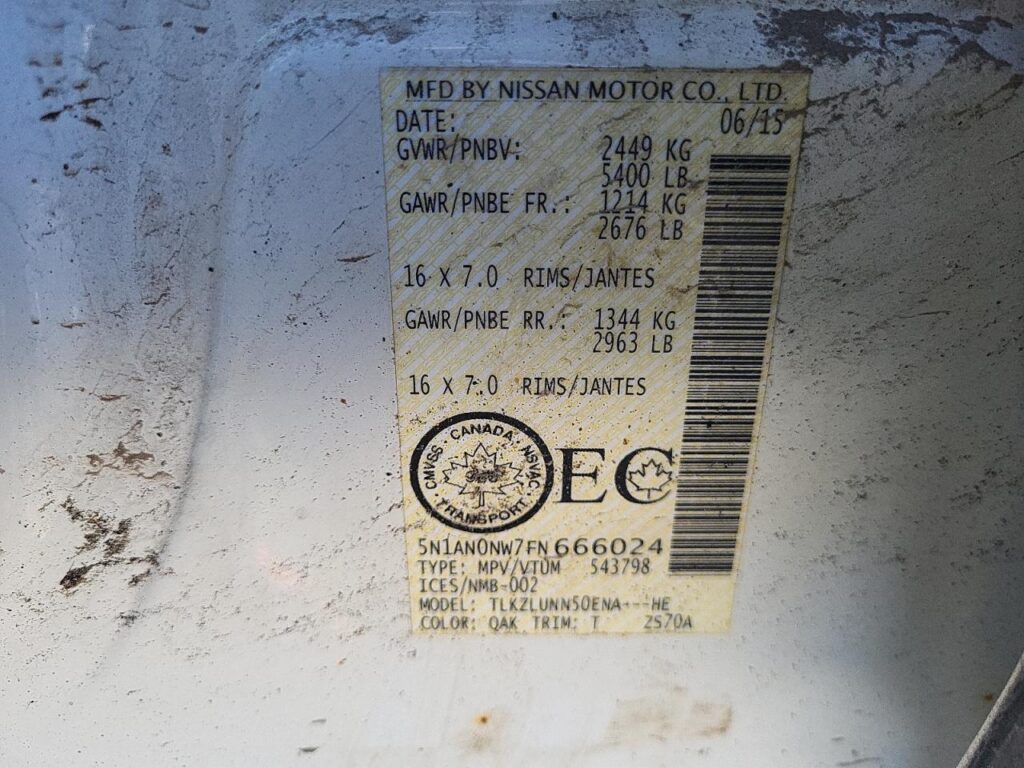 MFD BY NISSAN MOTOR CO., LTD.
DATE: 06/15
GVWR/PNBV: 2449 KG
5400 LB
GAWR/PNBE FR.: 1214 KG
2676 LB
16 X 7.0 RIMS/JANTES
GAWR/PNBE RR.: 1344 KG
2963 LB
16 X 7.0 RIMS/JANTES
CMVSS · CANADA · NSVAC
TRANSPORT
EC
5N1AN0NW7FN666024
TYPE: MPV/VTUM 543798
ICES/NMB-002
MODEL: TLKZLUNN50ENA---HE
COLOR: QAK TRIM: T 2S70A